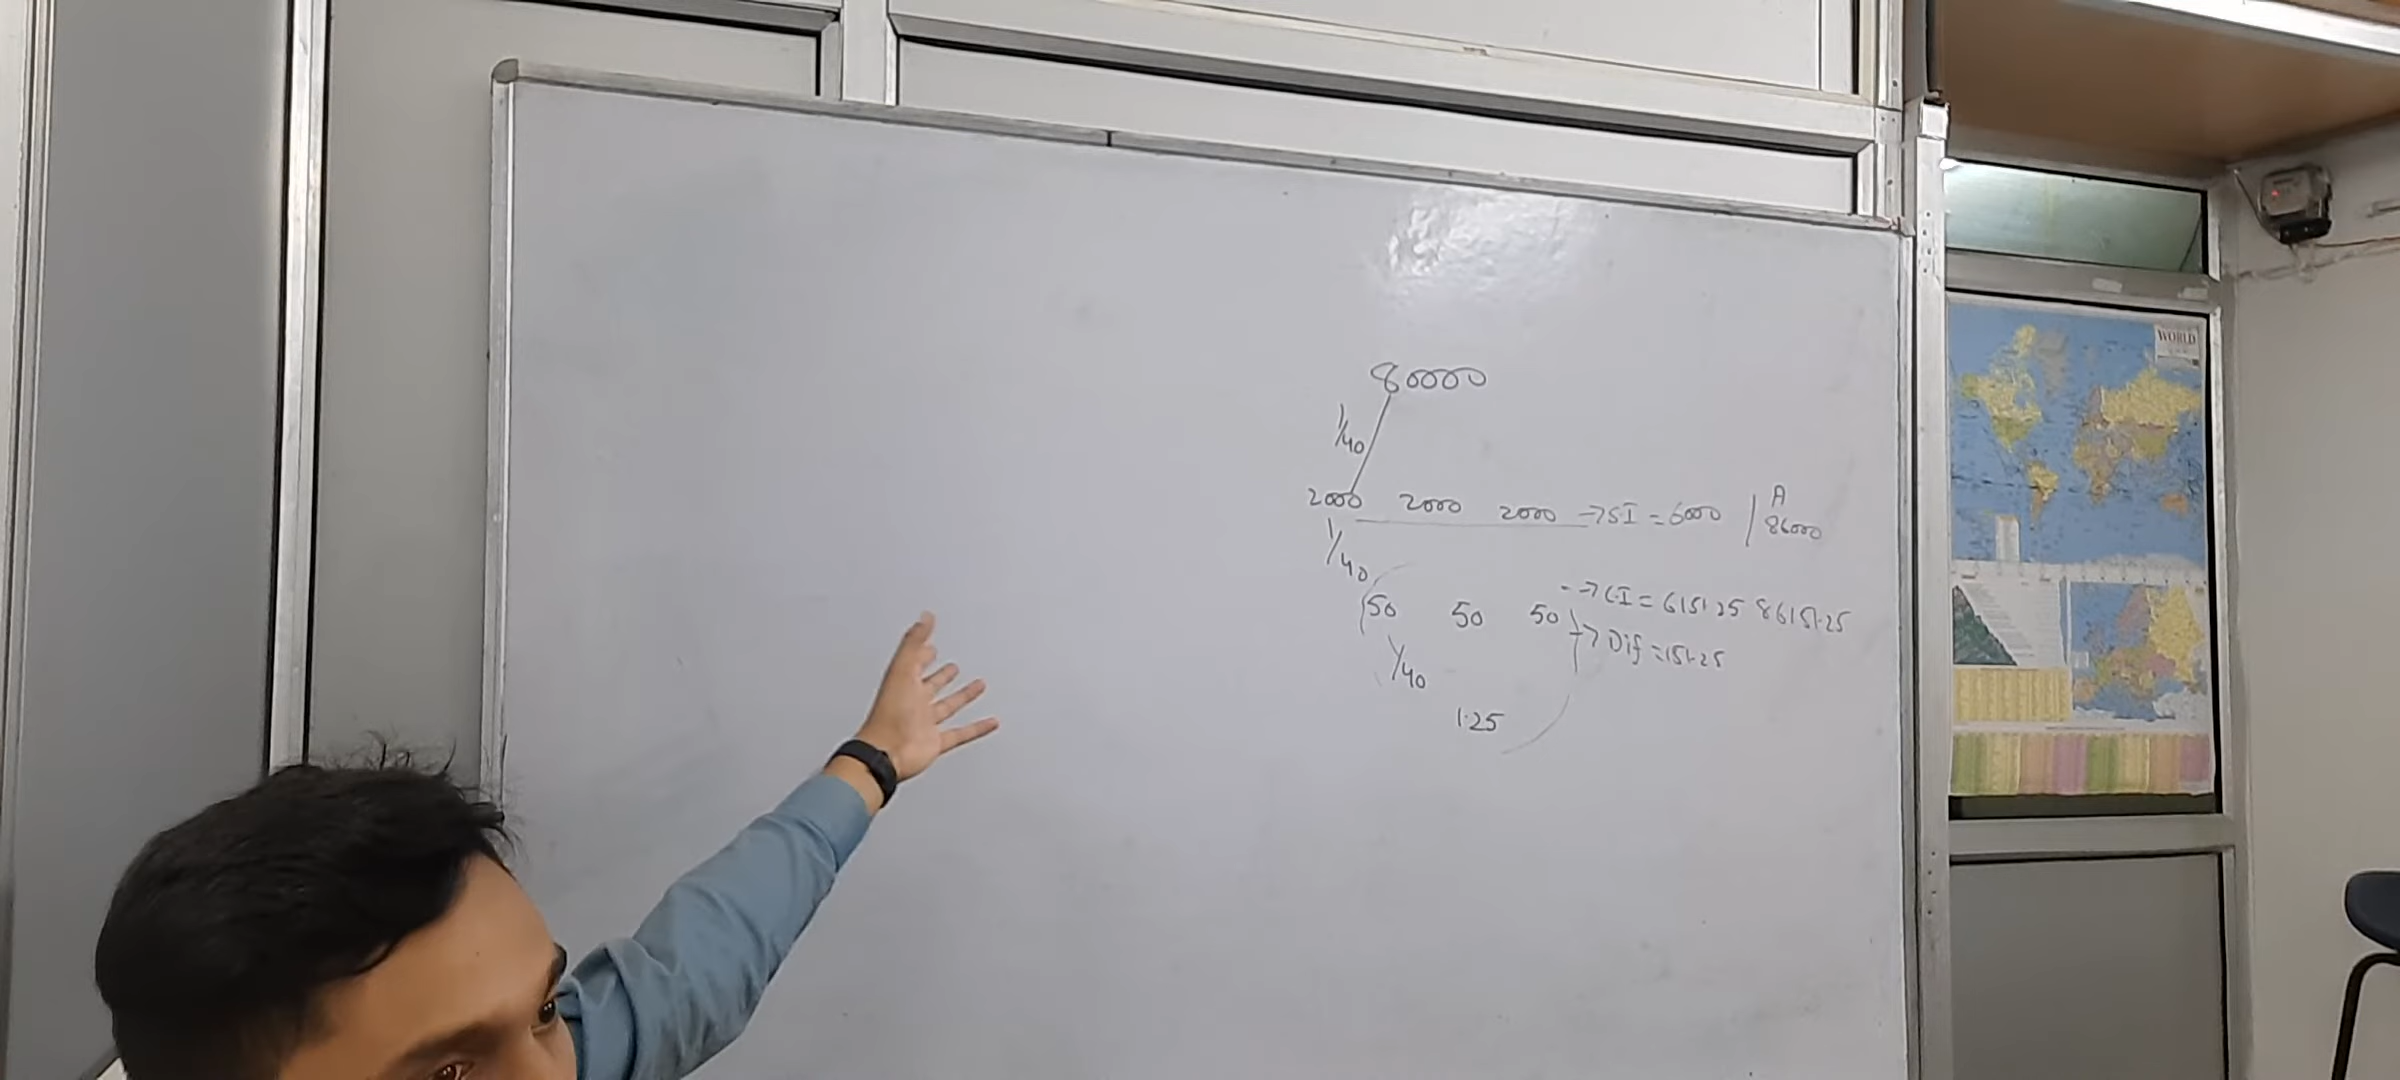 80000
1/40
2000 2000 2000 → SI = 6000 | A
86000
1/40
50 50 50 → C.I = 6151.25 86151.25
→ Dif = 151.25
1/40
1.25
WORLD